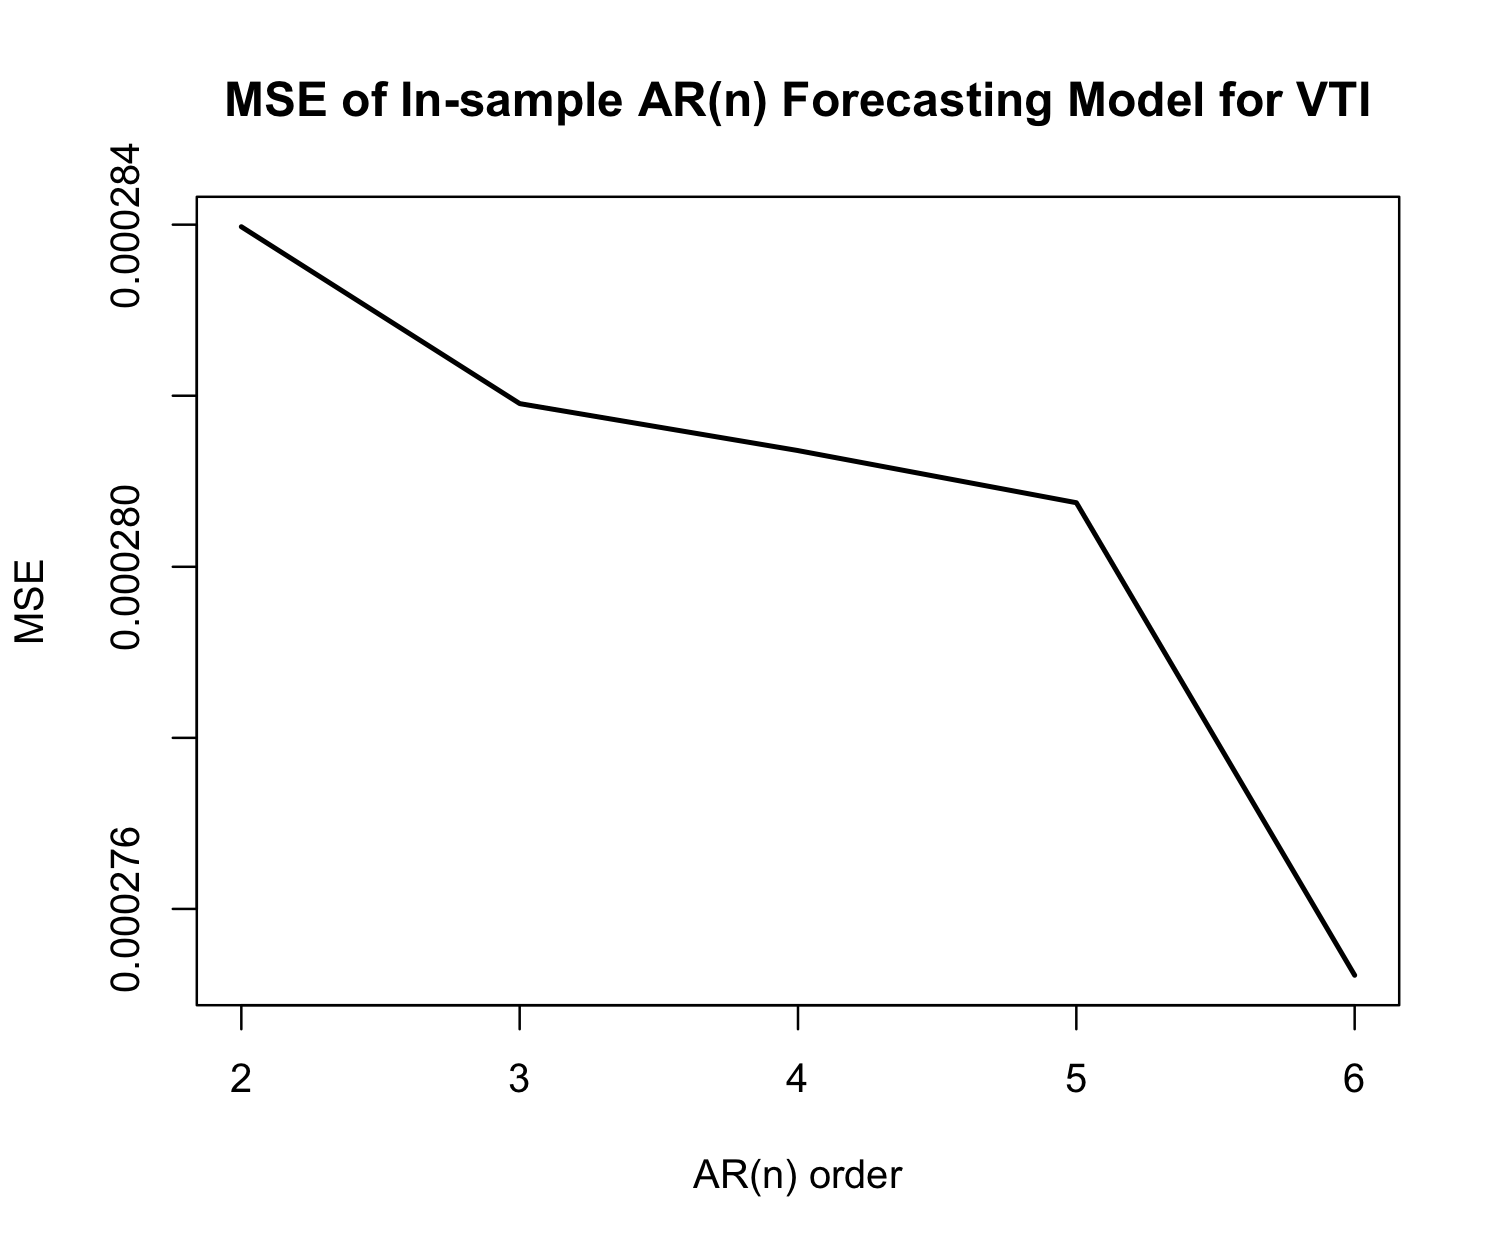 MSE of In-sample AR(n) Forecasting Model for VTI
0.000284
0.000280
0.000276
MSE
2 3 4 5 6
AR(n) order